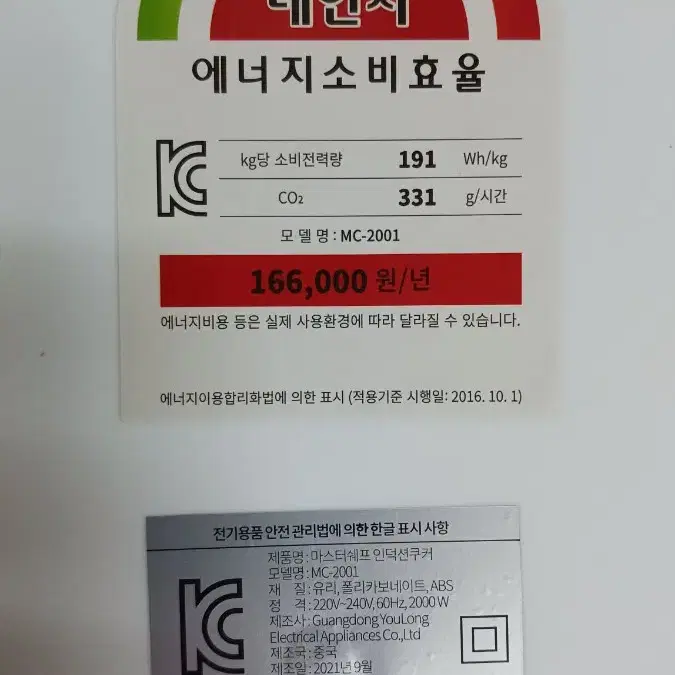 에너지소비효율
kg당 소비전력량 191 Wh/kg
CO₂ 331 g/시간
모 델 명 : MC-2001
166,000 원/년
에너지비용 등은 실제 사용환경에 따라 달라질 수 있습니다.
에너지이용합리화법에 의한 표시 (적용기준 시행일: 2016. 10. 1)
전기용품 안전 관리법에 의한 한글 표시 사항
제품명 : 마스터쉐프 인덕션쿠커
모델명 : MC-2001
재 질 : 유리, 폴리카보네이트, ABS
정 격 : 220V~240V, 60Hz, 2000W
제조사 : Guangdong YouLong
Electrical Appliances Co.,Ltd
제조국 : 중국
제조일 : 2021년 9월